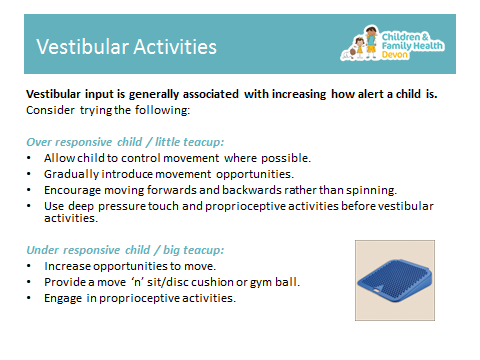 Vestibular Activities
Children &
Family Health
Devon
Vestibular input is generally associated with increasing how alert a child is.
Consider trying the following:
Over responsive child / little teacup:
• Allow child to control movement where possible.
• Gradually introduce movement opportunities.
• Encourage moving forwards and backwards rather than spinning.
• Use deep pressure touch and proprioceptive activities before vestibular
activities.
Under responsive child / big teacup:
• Increase opportunities to move.
• Provide a move ‘n’ sit/disc cushion or gym ball.
• Engage in proprioceptive activities.